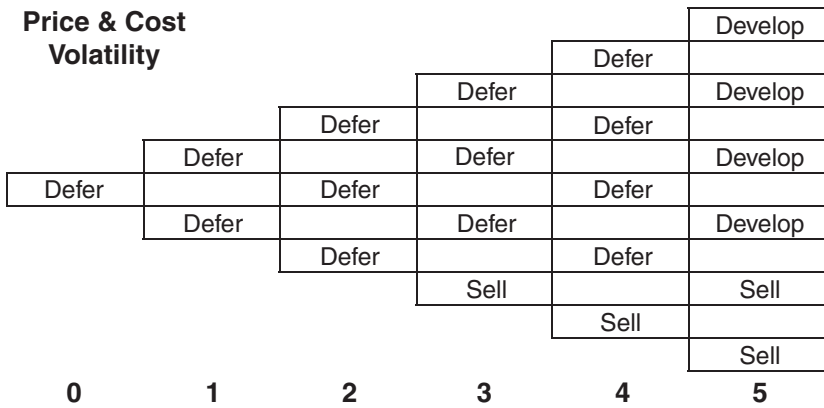 Price & Cost Develop
Volatility Defer
Defer Develop
Defer Defer
Defer Defer Develop
Defer Defer Defer
Defer Defer Develop
Defer Defer
Sell Sell
Sell
Sell
0 1 2 3 4 5